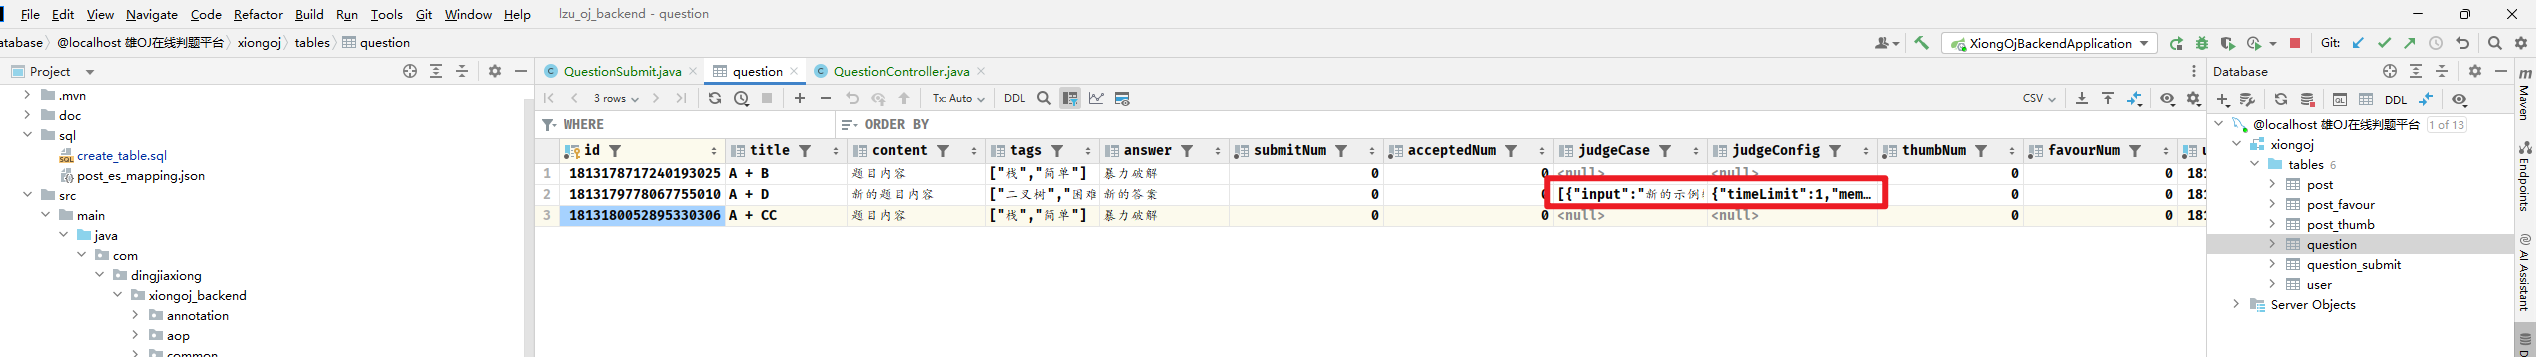 File Edit View Navigate Code Refactor Build Run Tools Git Window Help lzu_oj_backend - question
atabase @localhost 雄OJ在线判题平台 xiongoj tables question XiongOjBackendApplication Git:
Project QuestionSubmit.java question QuestionController.java Database
.mvn
doc
sql
create_table.sql
post_es_mapping.json
src
main
java
com
dingjiaxiong
xiongoj_backend
annotation
aop
common
3 rows Tx: Auto DDL CSV
WHERE ORDER BY
id title content tags answer submitNum acceptedNum judgeCase judgeConfig thumbNum favourNum u
1 1813178717240193025 A + B 题目内容 ["栈","简单"] 暴力破解 0 0 <null> <null> 0 0 181
2 1813179778067755010 A + D 新的题目内容 ["二叉树","困难 新的答案 0 0 [{"input":"新的示例 {"timeLimit":1,"mem… 0 0 181
3 1813180052895330306 A + CC 题目内容 ["栈","简单"] 暴力破解 0 0 <null> <null> 0 0 181
DDL
@localhost 雄OJ在线判题平台 1 of 13
xiongoj
tables 6
post
post_favour
post_thumb
question
question_submit
user
Server Objects
m
Maven
Endpoints
AI Assistant